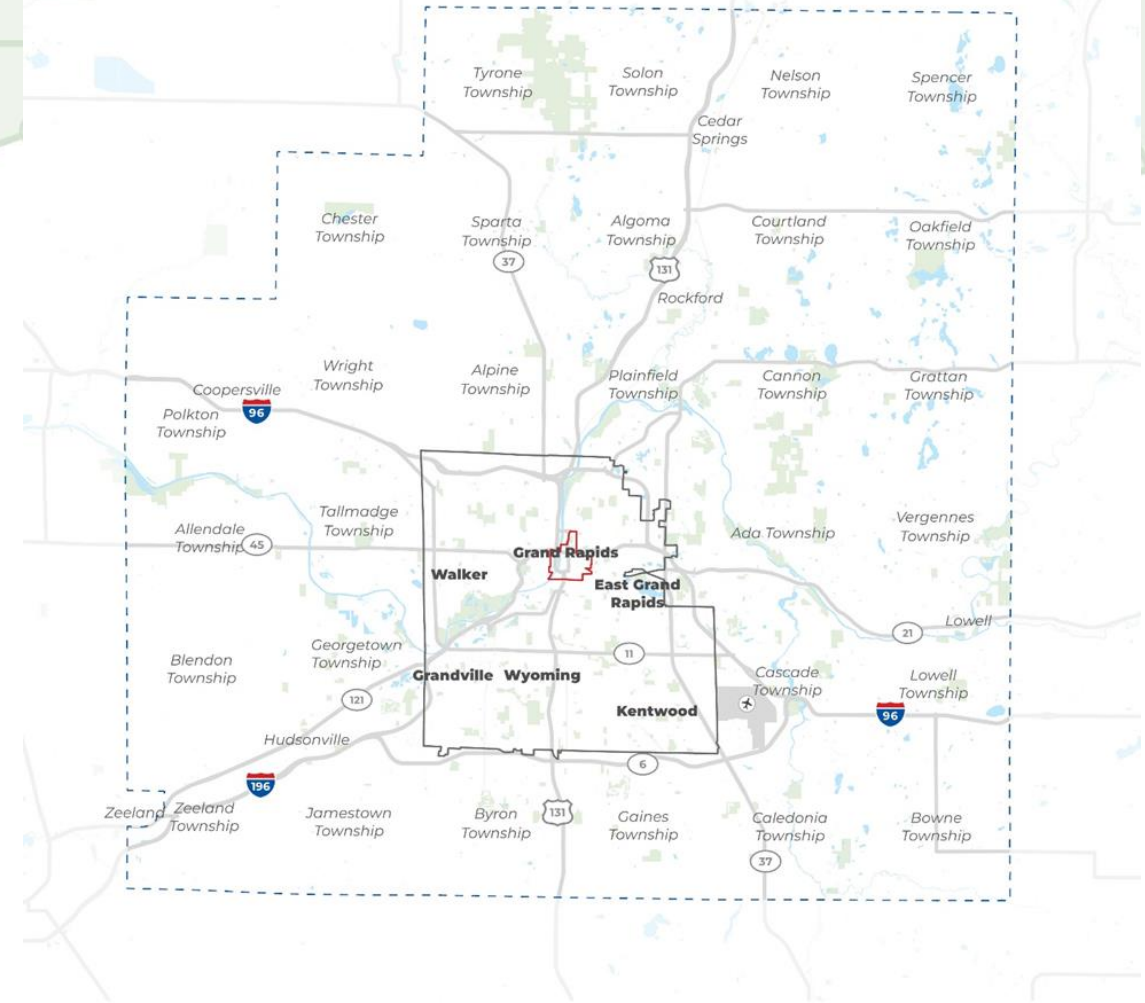 Tyrone
Township
Solon
Township
Nelson
Township
Spencer
Township
Cedar
Springs
Chester
Township
Sparta
Township
Algoma
Township
Courtland
Township
Oakfield
Township
37
131
Rockford
Wright
Township
Alpine
Township
Plainfield
Township
Cannon
Township
Grattan
Township
Coopersville
96
Polkton
Township
Tallmadge
Township
Allendale
Township
45
Vergennes
Township
Ada Township
Grand Rapids
Walker
East Grand
Rapids
21
Lowell
Georgetown
Township
11
Blendon
Township
Grandville
Wyoming
Cascade
Township
Lowell
Township
121
Kentwood
96
Hudsonville
6
196
Zeeland
Zeeland
Township
Jamestown
Township
Byron
Township
131
Gaines
Township
Caledonia
Township
Bowne
Township
37